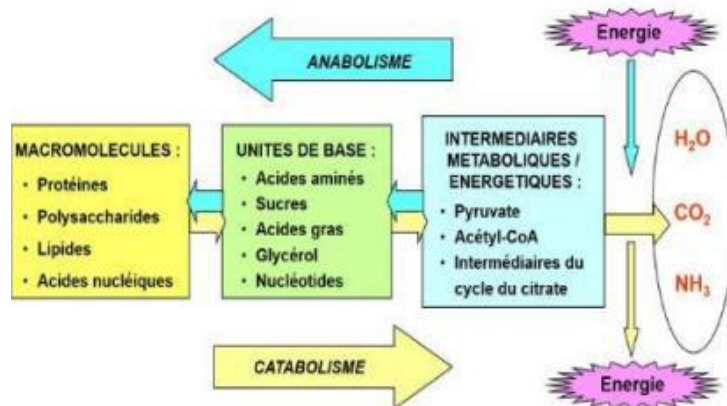 Energie
ANABOLISME
MACROMOLECULES :
• Protéines
• Polysaccharides
• Lipides
• Acides nucléiques
UNITES DE BASE :
• Acides aminés
• Sucres
• Acides gras
• Glycérol
• Nucléotides
INTERMEDIAIRES
METABOLIQUES /
ENERGETIQUES :
• Pyruvate
• Acétyl-CoA
• Intermédiaires du
cycle du citrate
H₂O
CO₂
NH₃
CATABOLISME
Energie